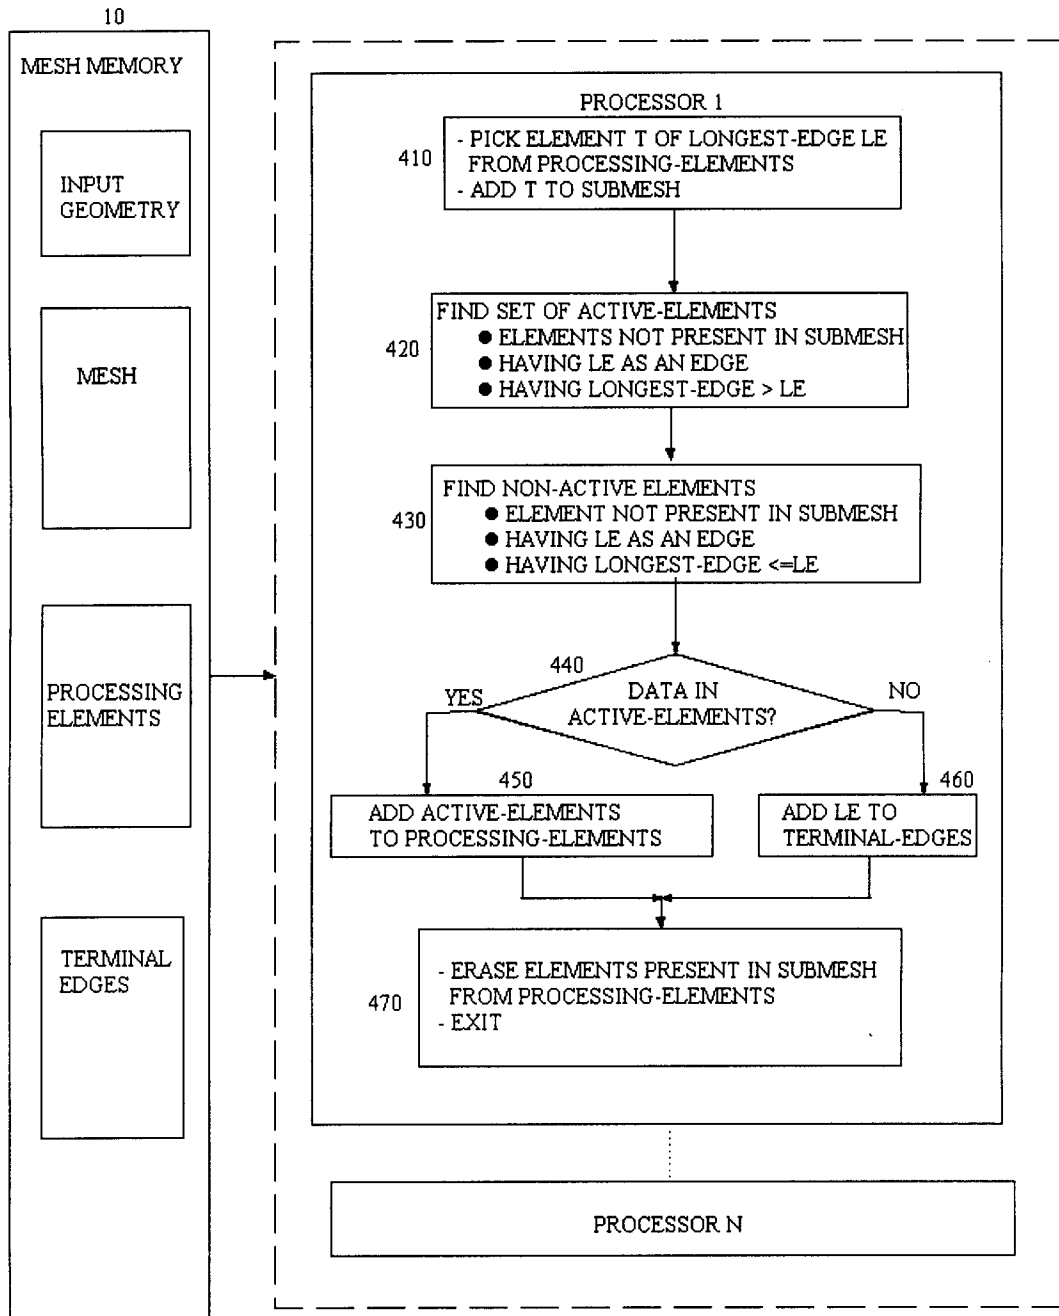 10
MESH MEMORY
INPUT
GEOMETRY
MESH
PROCESSING
ELEMENTS
TERMINAL
EDGES
PROCESSOR 1
410
- PICK ELEMENT T OF LONGEST-EDGE LE
FROM PROCESSING-ELEMENTS
- ADD T TO SUBMESH
420
FIND SET OF ACTIVE-ELEMENTS
● ELEMENTS NOT PRESENT IN SUBMESH
● HAVING LE AS AN EDGE
● HAVING LONGEST-EDGE > LE
430
FIND NON-ACTIVE ELEMENTS
● ELEMENT NOT PRESENT IN SUBMESH
● HAVING LE AS AN EDGE
● HAVING LONGEST-EDGE <=LE
440
DATA IN
ACTIVE-ELEMENTS?
YES
NO
450
ADD ACTIVE-ELEMENTS
TO PROCESSING-ELEMENTS
460
ADD LE TO
TERMINAL-EDGES
470
- ERASE ELEMENTS PRESENT IN SUBMESH
FROM PROCESSING-ELEMENTS
- EXIT
PROCESSOR N